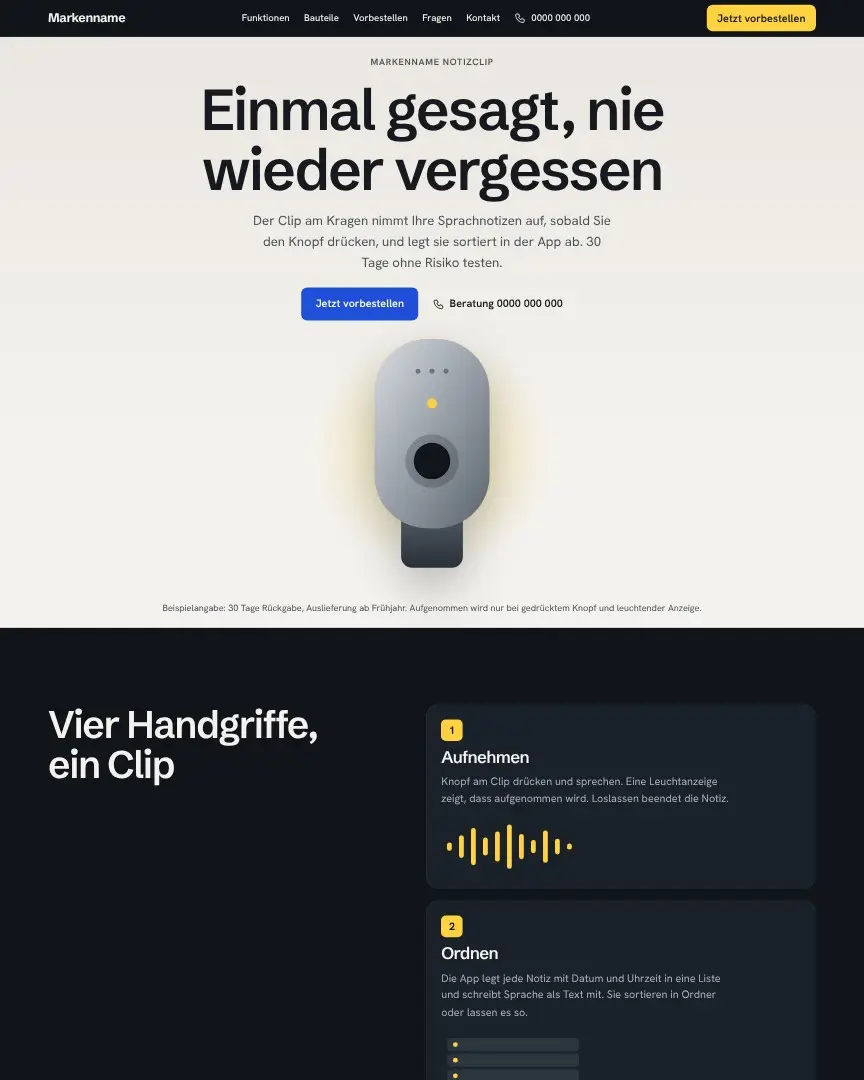 Markenname
Funktionen
Bauteile
Vorbestellen
Fragen
Kontakt
0000 000 000
Jetzt vorbestellen
MARKENNAME NOTIZCLIP
Einmal gesagt, nie
wieder vergessen
Der Clip am Kragen nimmt Ihre Sprachnotizen auf, sobald Sie
den Knopf drücken, und legt sie sortiert in der App ab. 30
Tage ohne Risiko testen.
Jetzt vorbestellen
Beratung 0000 000 000
Beispielangabe: 30 Tage Rückgabe, Auslieferung ab Frühjahr. Aufgenommen wird nur bei gedrücktem Knopf und leuchtender Anzeige.
Vier Handgriffe,
ein Clip
1
Aufnehmen
Knopf am Clip drücken und sprechen. Eine Leuchtanzeige
zeigt, dass aufgenommen wird. Loslassen beendet die Notiz.
2
Ordnen
Die App legt jede Notiz mit Datum und Uhrzeit in eine Liste
und schreibt Sprache als Text mit. Sie sortieren in Ordner
oder lassen es so.